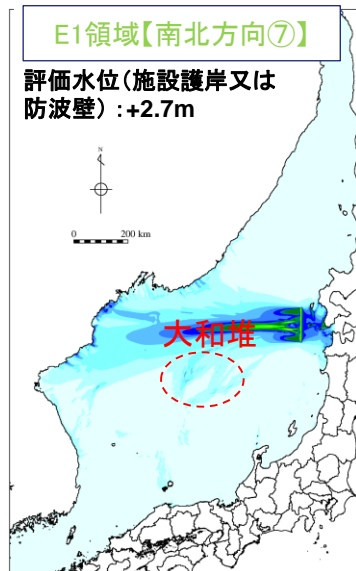 E1領域【南北方向⑦】
評価水位(施設護岸又は
防波壁）:+2.7m
N
0 200 km
大和堆